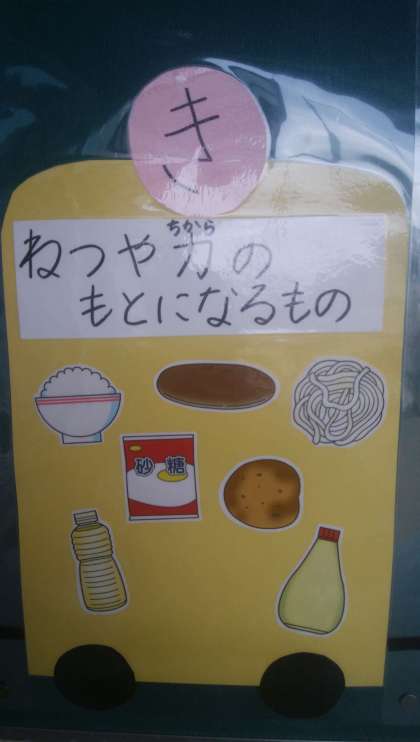 き
ねつや力の
ちから
もとになるもの
砂糖